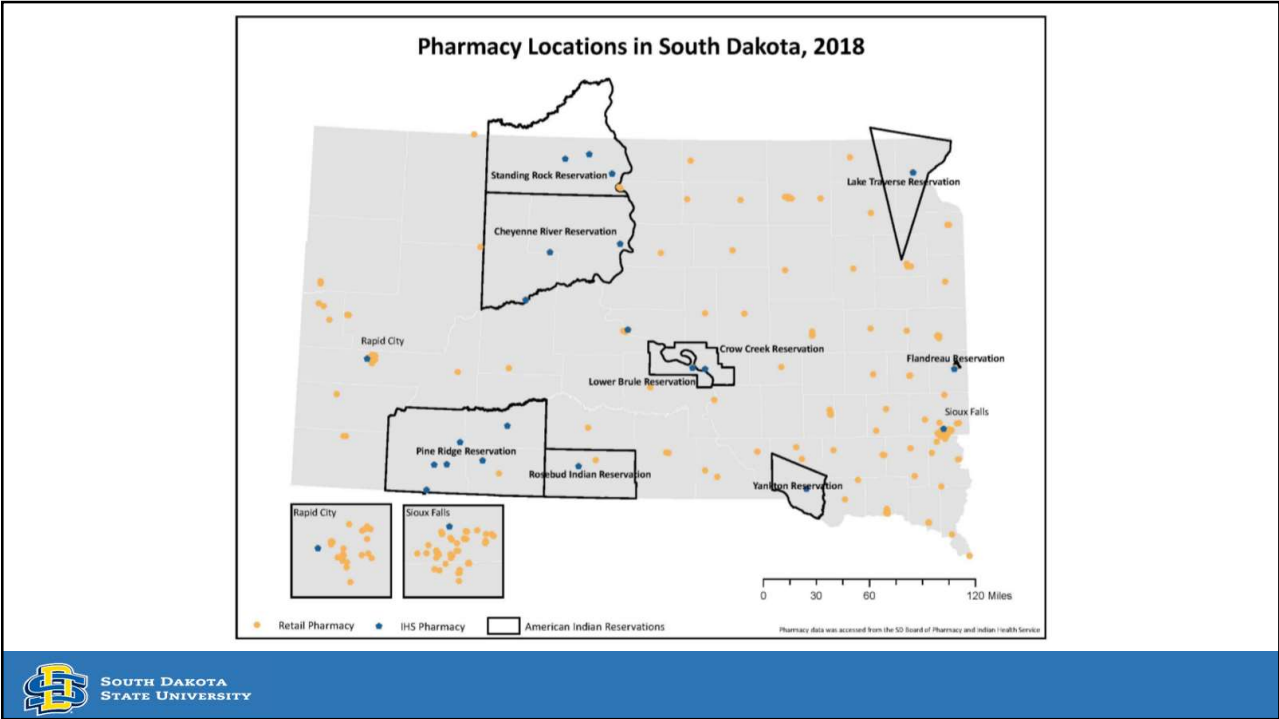 Pharmacy Locations in South Dakota, 2018
Standing Rock Reservation
Lake Traverse Reservation
Cheyenne River Reservation
Rapid City
Crow Creek Reservation
Flandreau Reservation
Lower Brule Reservation
Sioux Falls
Pine Ridge Reservation
Rosebud Indian Reservation
Yankton Reservation
Rapid City
Sioux Falls
0 30 60 120 Miles
Retail Pharmacy IHS Pharmacy American Indian Reservations
Pharmacy data was accessed from the SD Board of Pharmacy and Indian Health Service
SOUTH DAKOTA
STATE UNIVERSITY